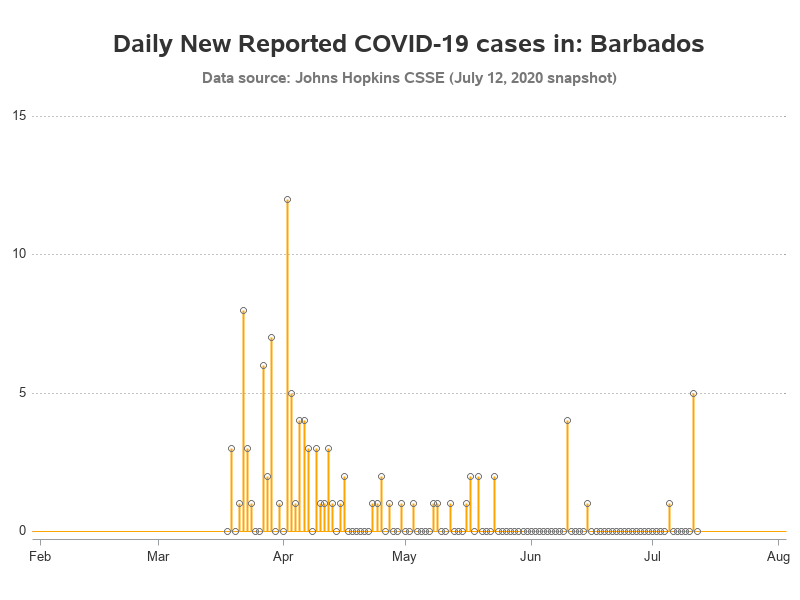 Daily New Reported COVID-19 cases in: Barbados
Data source: Johns Hopkins CSSE (July 12, 2020 snapshot)
15
10
5
0
Feb Mar Apr May Jun Jul Aug